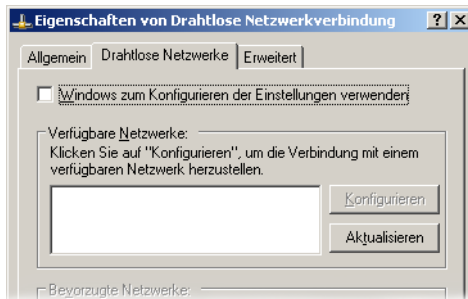 Eigenschaften von Drahtlose Netzwerkverbindung
Allgemein Drahtlose Netzwerke Erweitert
Windows zum Konfigurieren der Einstellungen verwenden
Verfügbare Netzwerke:
Klicken Sie auf "Konfigurieren", um die Verbindung mit einem
verfügbaren Netzwerk herzustellen.
Konfigurieren
Aktualisieren
Bevorzugte Netzwerke: